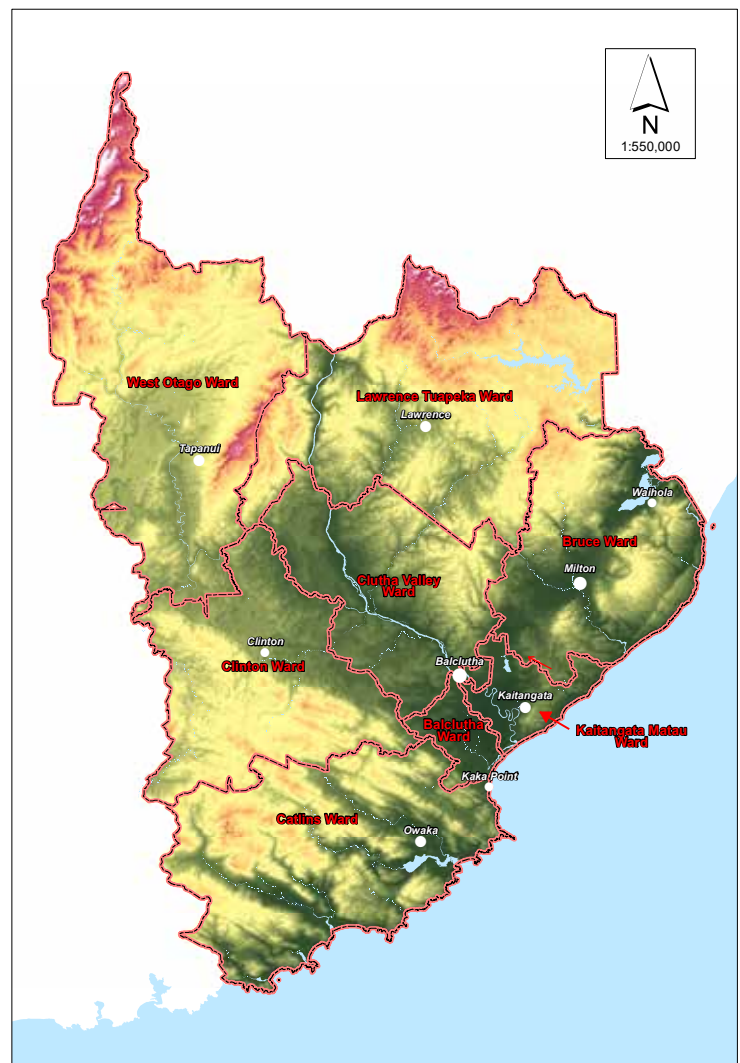 N
1:550,000
West Otago Ward
Lawrence Tuapeka Ward
Lawrence
Tapanui
Waihola
Bruce Ward
Milton
Clutha Valley
Ward
Clinton
Clinton Ward
Balclutha
Kaitangata
Balclutha
Ward
Kaitangata Matau
Ward
Kaka Point
Catlins Ward
Owaka